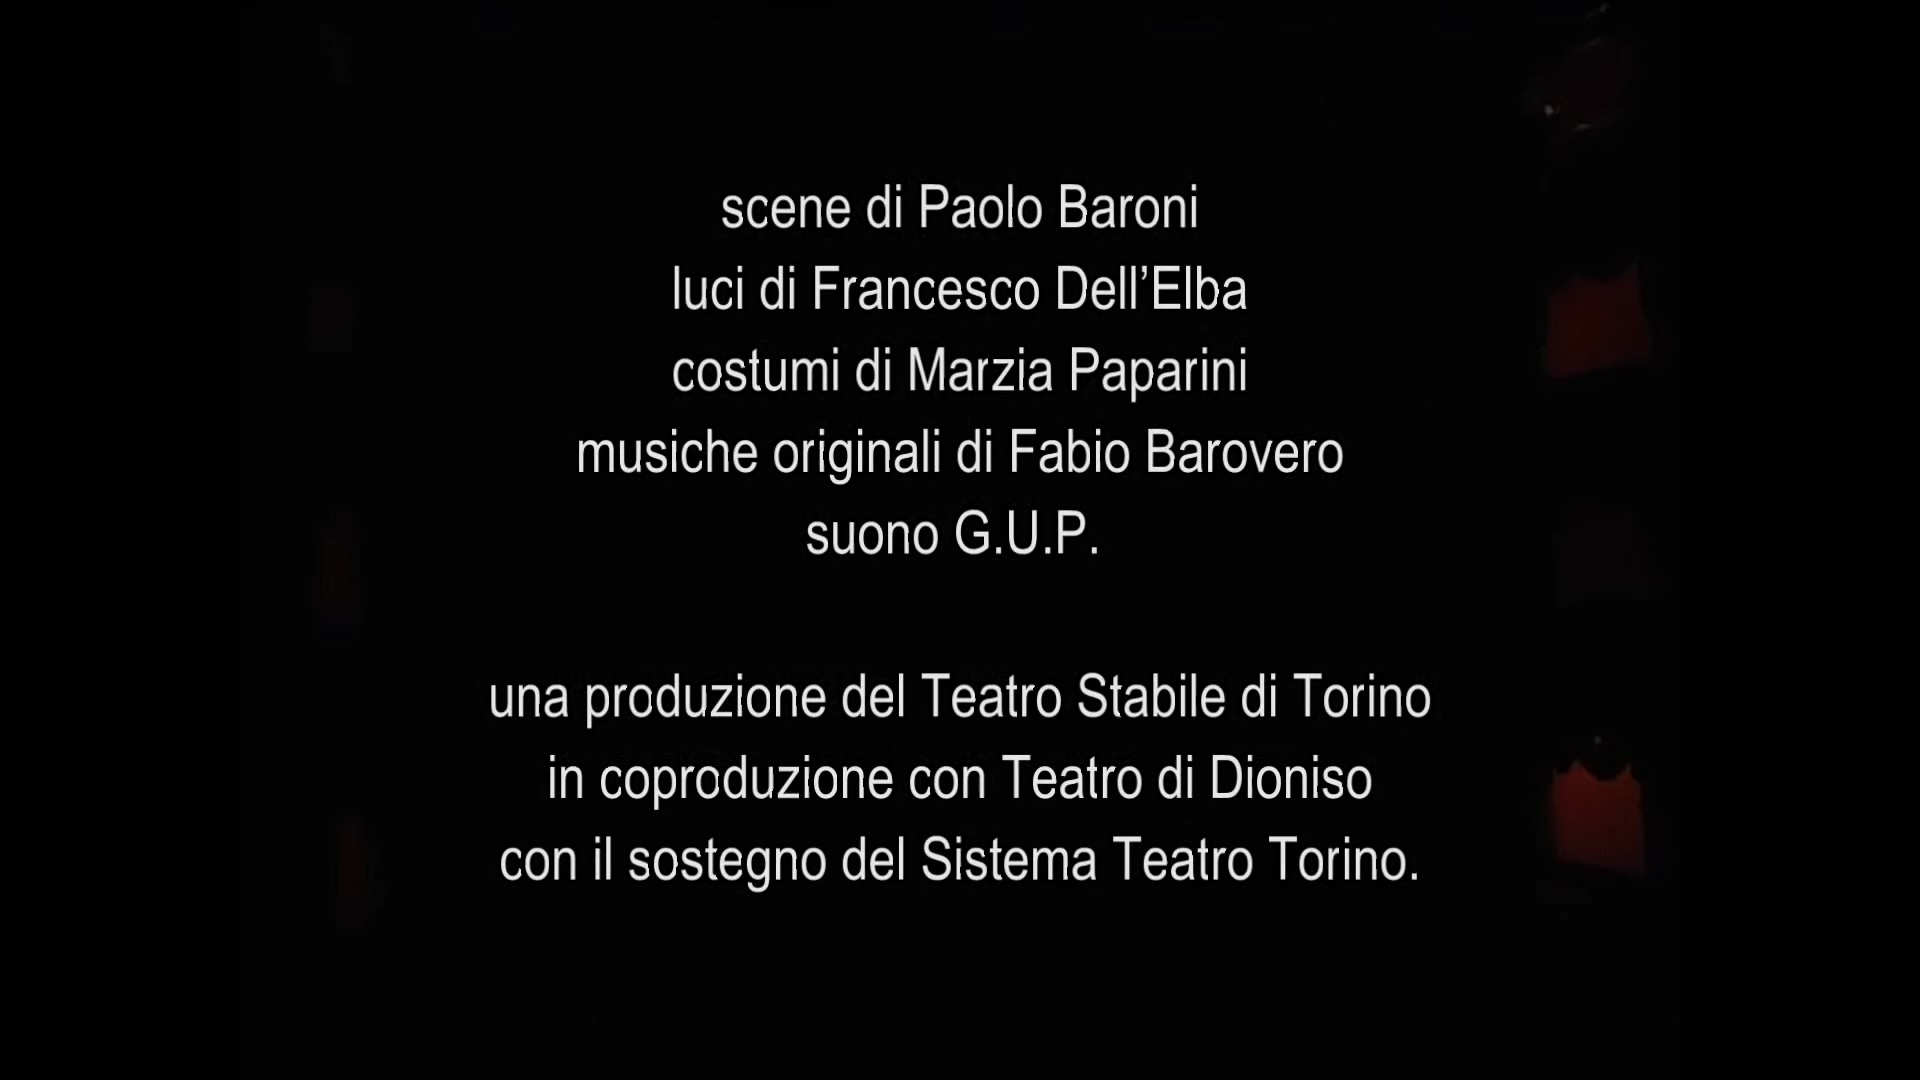 scene di Paolo Baroni
luci di Francesco Dell’Elba
costumi di Marzia Paparini
musiche originali di Fabio Barovero
suono G.U.P.
una produzione del Teatro Stabile di Torino
in coproduzione con Teatro di Dioniso
con il sostegno del Sistema Teatro Torino.